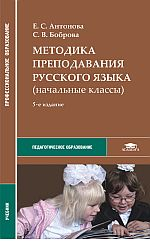 ПРОФЕССИОНАЛЬНОЕ ОБРАЗОВАНИЕ
УЧЕБНИК
Е. С. Антонова
С. В. Боброва
МЕТОДИКА
ПРЕПОДАВАНИЯ
РУССКОГО ЯЗЫКА
(начальные классы)
5-е издание
ПЕДАГОГИЧЕСКОЕ ОБРАЗОВАНИЕ